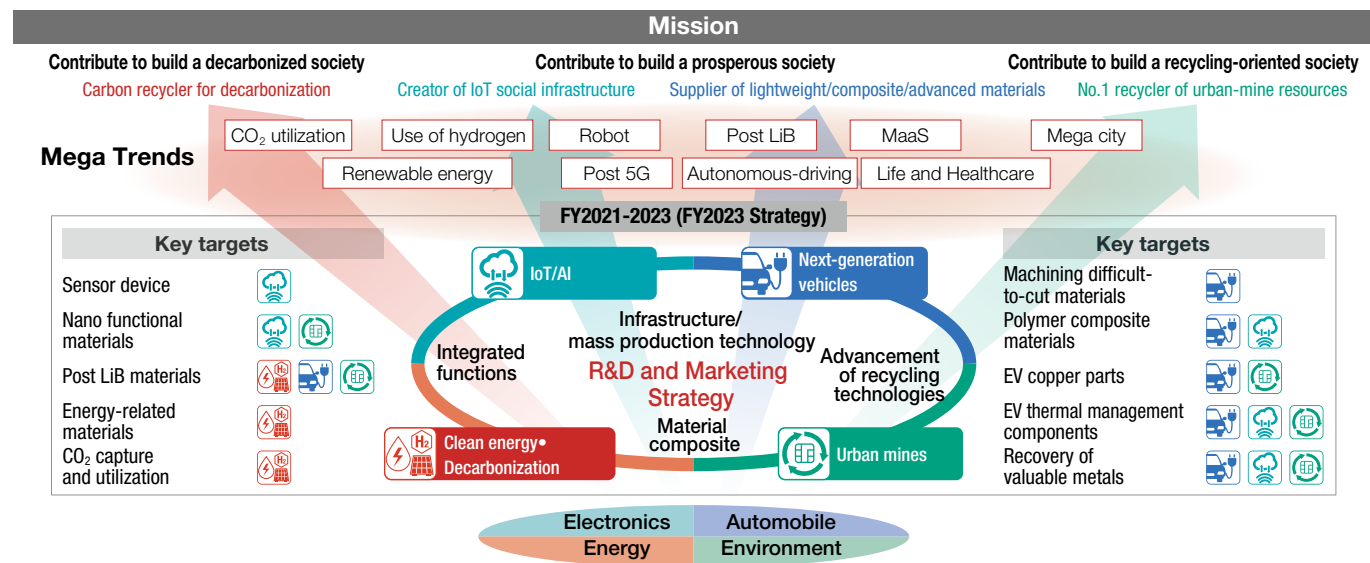 Mission
Contribute to build a decarbonized society
Carbon recycler for decarbonization
Contribute to build a prosperous society
Creator of IoT social infrastructure
Supplier of lightweight/composite/advanced materials
Contribute to build a recycling-oriented society
No.1 recycler of urban-mine resources
Mega Trends
CO₂ utilization
Use of hydrogen
Robot
Post LiB
MaaS
Mega city
Renewable energy
Post 5G
Autonomous-driving
Life and Healthcare
FY2021-2023 (FY2023 Strategy)
Key targets
Sensor device
Nano functional
materials
Post LiB materials
H₂
Energy-related
materials
H₂
CO₂ capture
and utilization
H₂
IoT/AI
Next-generation
vehicles
Infrastructure/
mass production technology
Integrated
functions
R&D and Marketing
Strategy
Advancement
of recycling
technologies
Material
composite
H₂
Clean energy•
Decarbonization
Urban mines
Key targets
Machining difficult-
to-cut materials
Polymer composite
materials
EV copper parts
EV thermal management
components
Recovery of
valuable metals
Electronics
Automobile
Energy
Environment